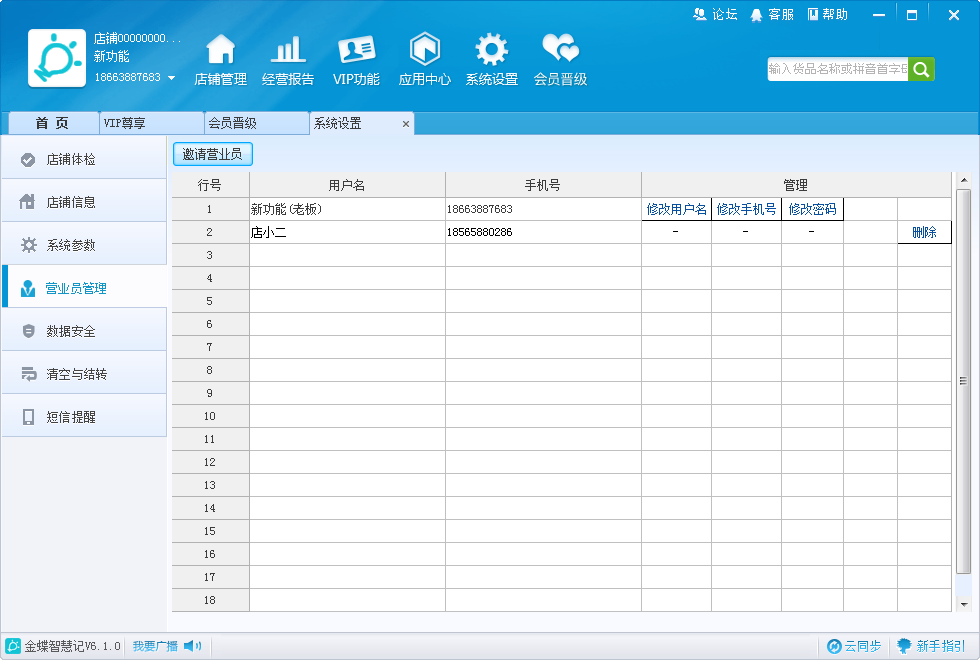 论坛 客服 帮助
店铺00000000...
新功能
18663887683
店铺管理 经营报告 VIP功能 应用中心 系统设置 会员晋级
输入货品名称或拼音首字母
首 页 VIP尊享 会员晋级 系统设置 ×
店铺体检
店铺信息
系统参数
营业员管理
数据安全
清空与结转
短信提醒
邀请营业员
行号 用户名 手机号 管理
1 新功能(老板) 18663887683 修改用户名 修改手机号 修改密码
2 店小二 18565880286 - - - 删除
3
4
5
6
7
8
9
10
11
12
13
14
15
16
17
18
金蝶智慧记V6.1.0 我要广播 云同步 新手指引